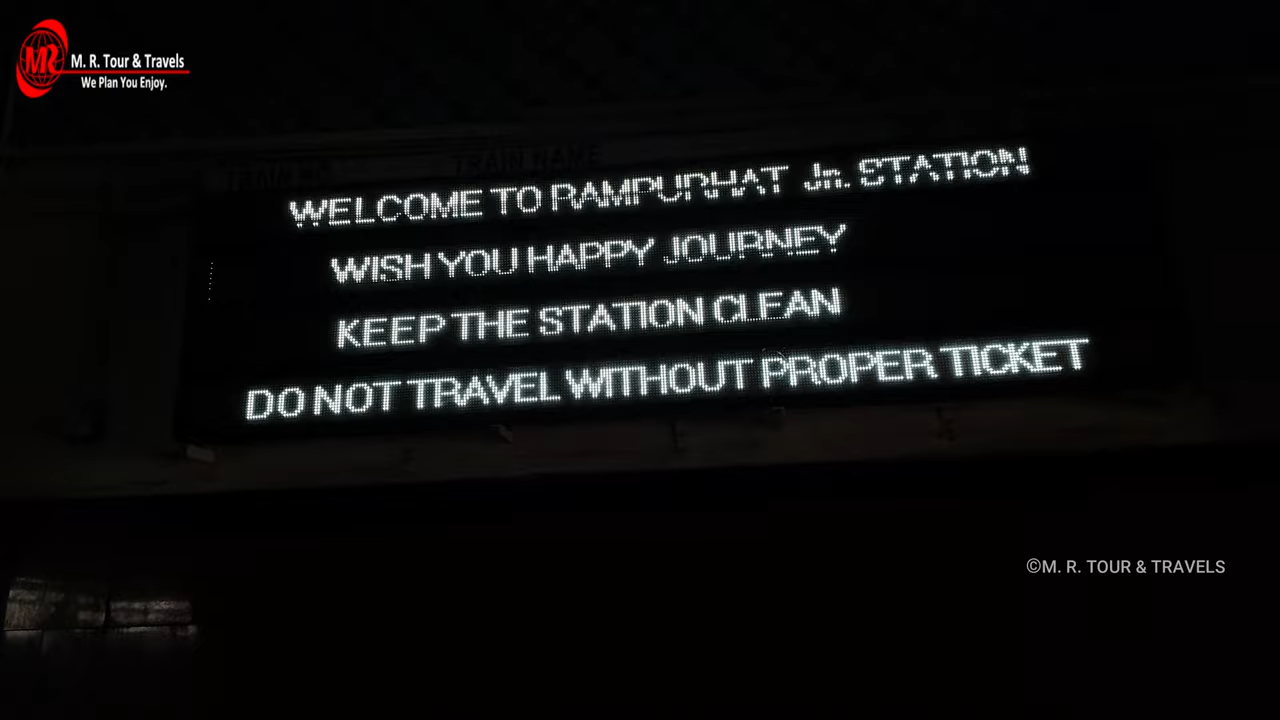 M. R. Tour & Travels
We Plan You Enjoy.
TRAIN NAME
WELCOME TO RAMPURHAT Jn. STATION
WISH YOU HAPPY JOURNEY
KEEP THE STATION CLEAN
DO NOT TRAVEL WITHOUT PROPER TICKET
©M. R. TOUR & TRAVELS